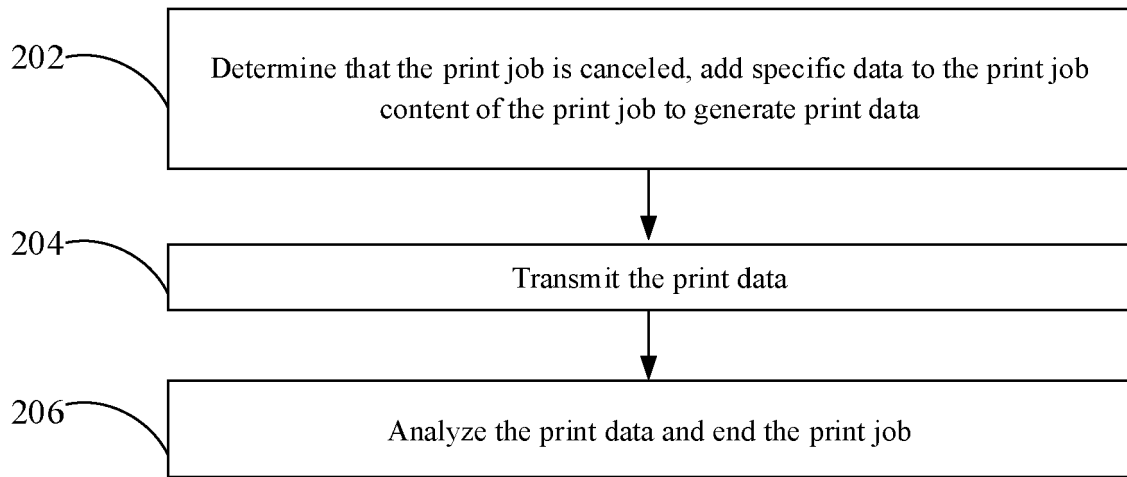 202
Determine that the print job is canceled, add specific data to the print job
content of the print job to generate print data
204
Transmit the print data
206
Analyze the print data and end the print job